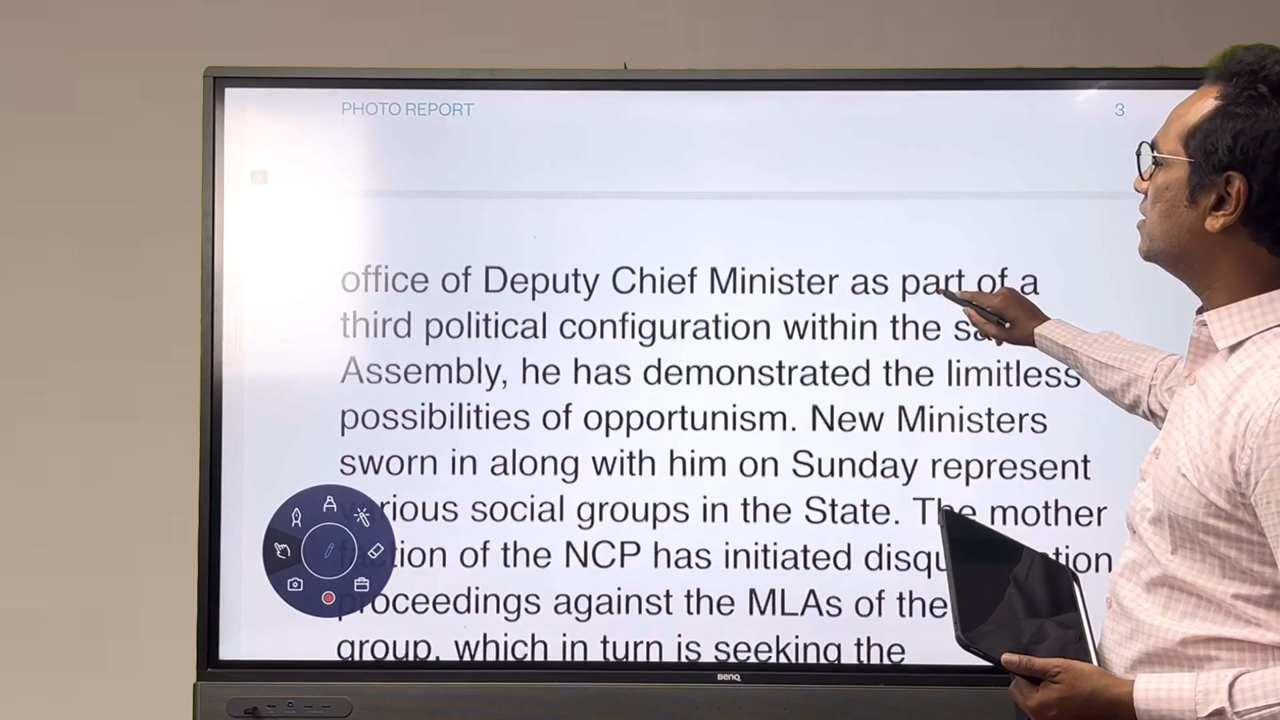 PHOTO REPORT 3
office of Deputy Chief Minister as part of a
third political configuration within the
Assembly, he has demonstrated the limitless
possibilities of opportunism. New Ministers
sworn in along with him on Sunday represent
various social groups in the State. The mother
faction of the NCP has initiated
proceedings against the MLAs of the
group, which in turn is seeking the
BenQ